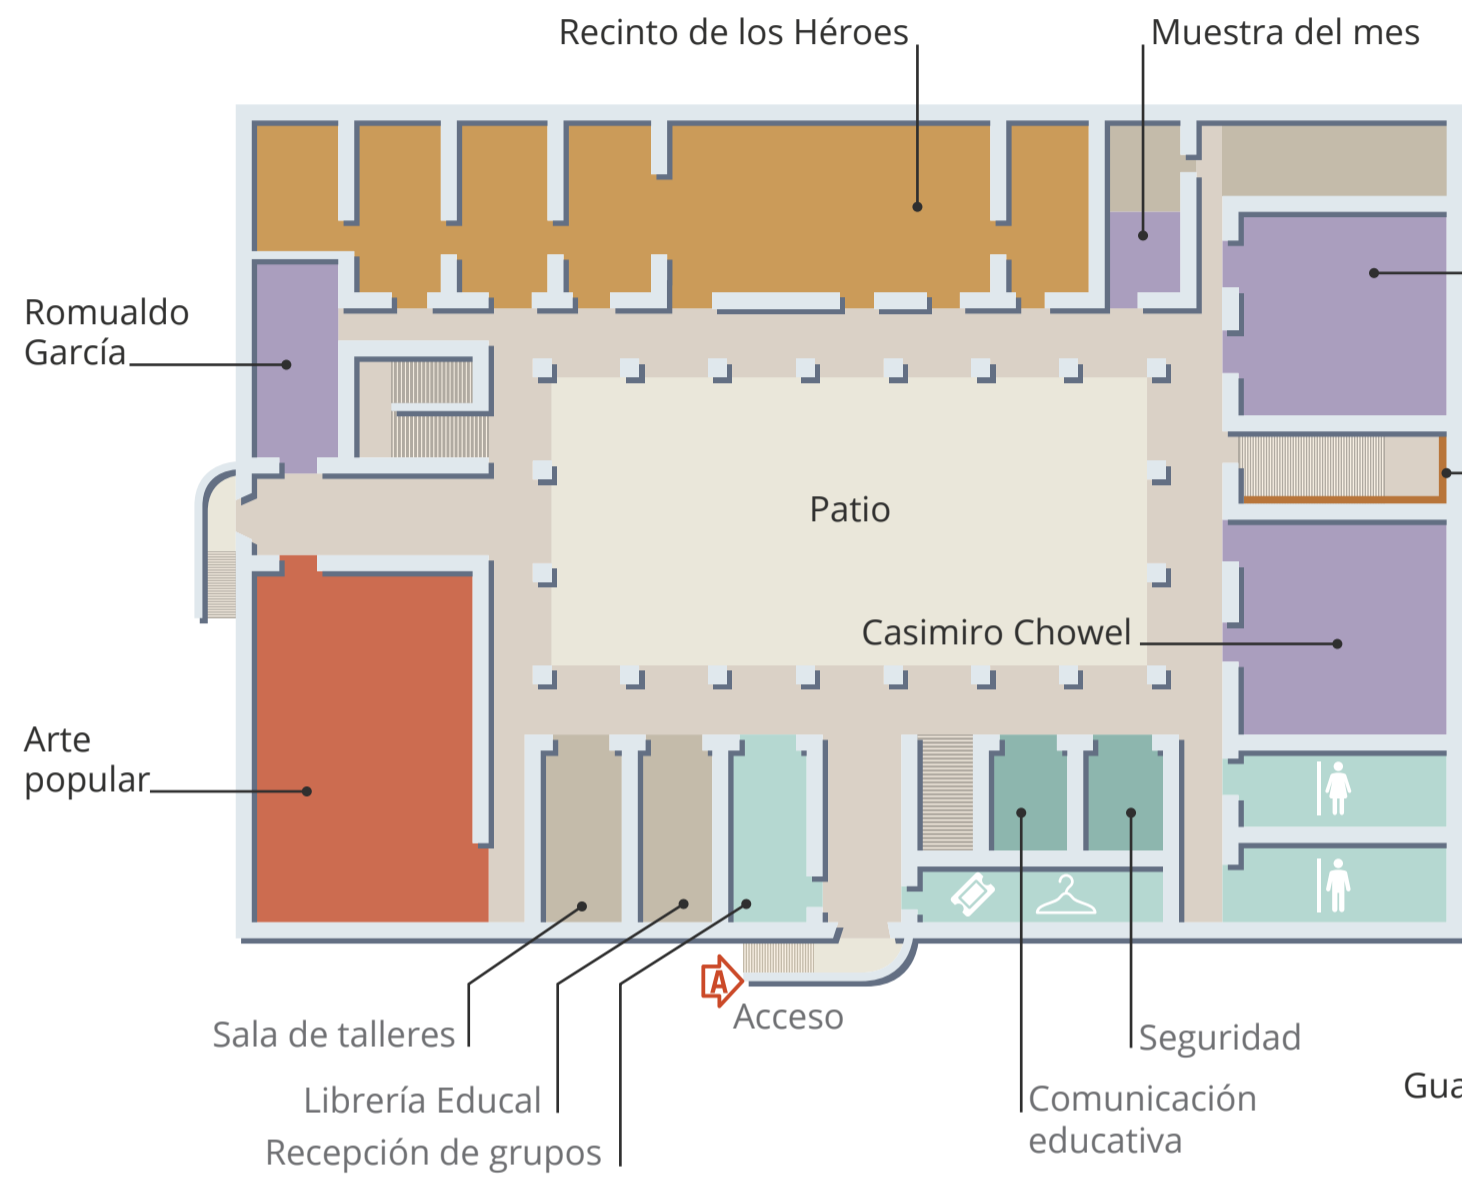 Recinto de los Héroes
Muestra del mes
Romualdo
García
Patio
Casimiro Chowel
Arte
popular
A
Acceso
Sala de talleres
Seguridad
Librería Educal
Comunicación
educativa
Recepción de grupos